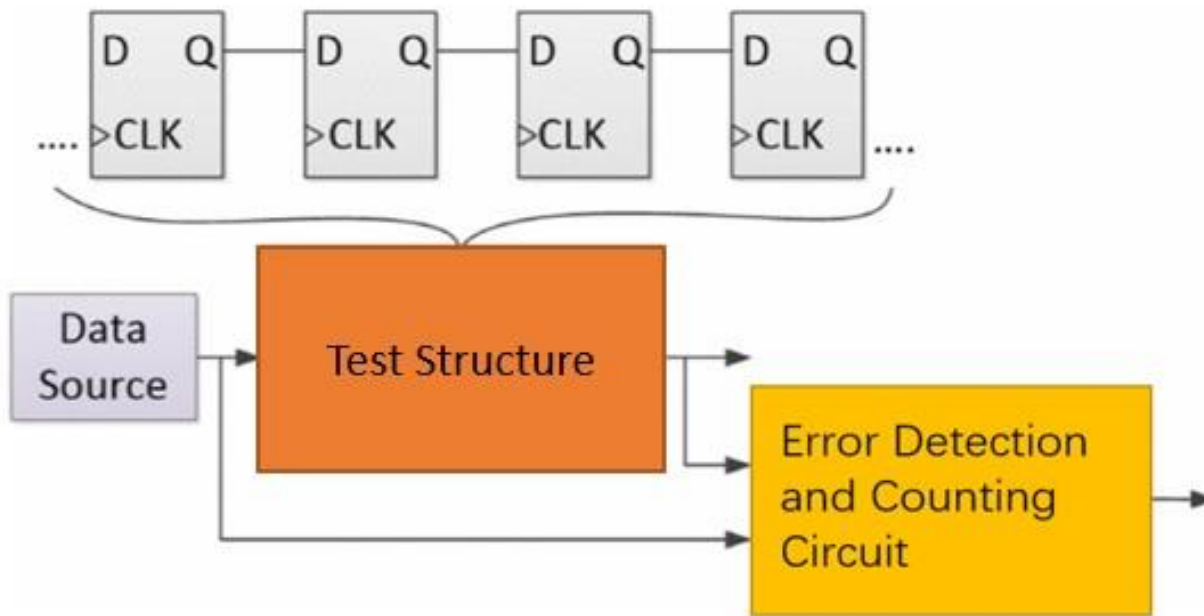 D Q D Q D Q D Q
.... CLK CLK CLK CLK ....
Data
Source
Test Structure
Error Detection
and Counting
Circuit